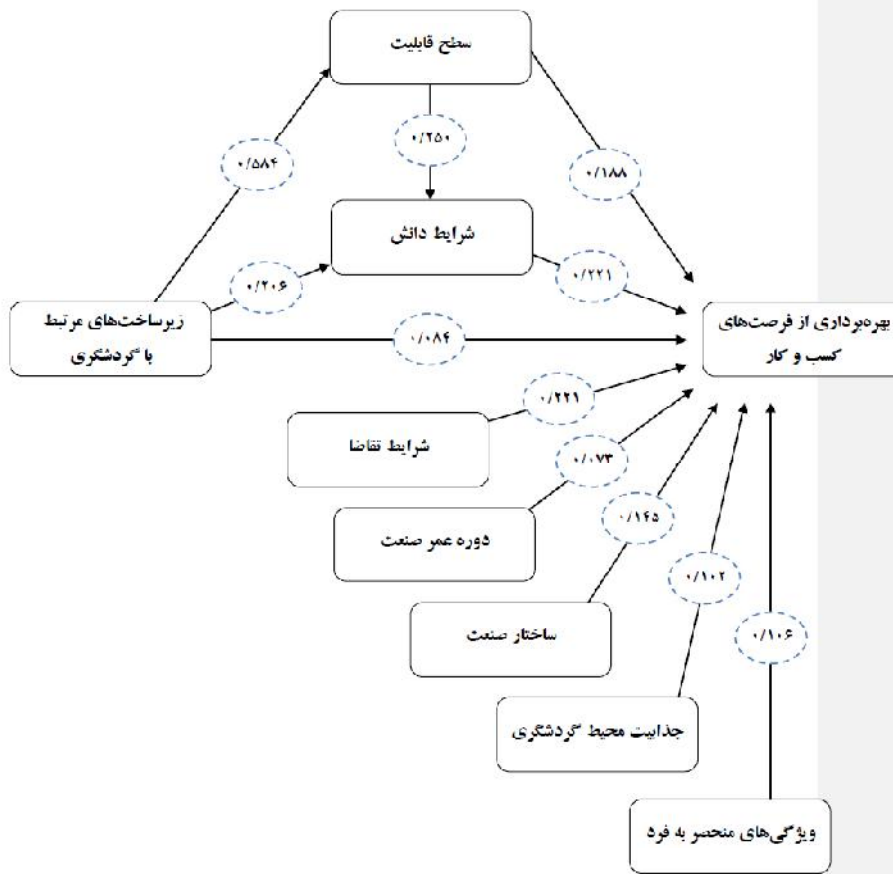 سطح قابلیت
۰/۲۵۰
۰/۵۸۴
۰/۱۸۸
شرایط دانش
۰/۲۰۶
۰/۲۲۱
زیرساخت‌های مرتبط
با گردشگری
بهره‌برداری از فرصت‌های
کسب و کار
۰/۰۸۴
۰/۲۲۱
شرایط تقاضا
۰/۰۷۳
دوره عمر صنعت
۰/۱۴۵
ساختار صنعت
۰/۱۰۲
۰/۱۰۶
جذابیت محیط گردشگری
ویژگی‌های منحصر به فرد